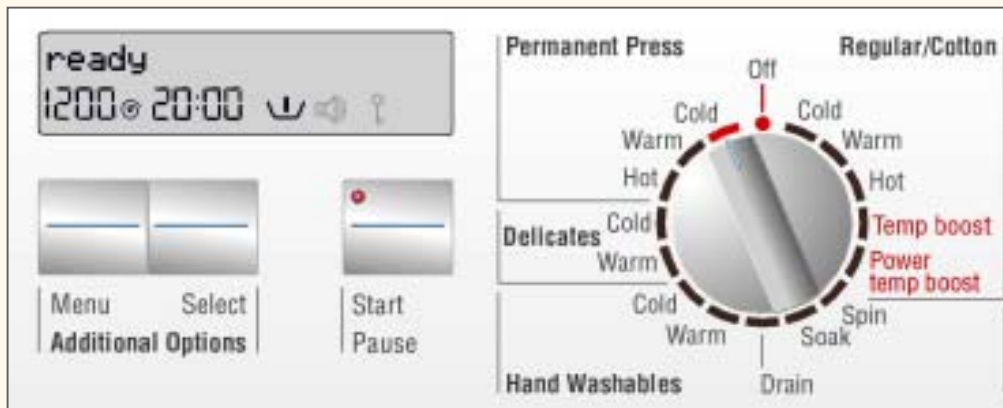 ready
1200 20:00
Menu Select
Additional Options
Start
Pause
Permanent Press
Regular/Cotton
Off
Cold
Warm
Hot
Cold
Warm
Hot
Temp boost
Power
temp boost
Delicates
Cold
Warm
Spin
Soak
Drain
Cold
Warm
Hand Washables